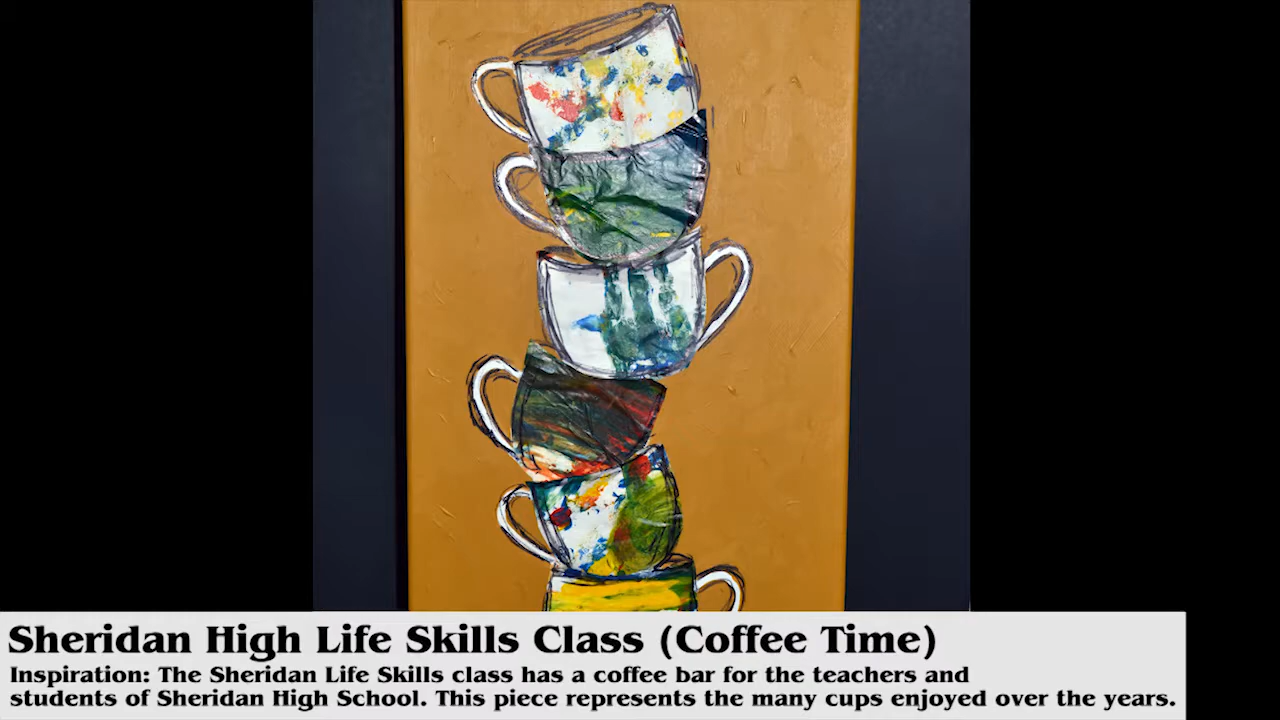 Sheridan High Life Skills Class (Coffee Time)
Inspiration: The Sheridan Life Skills class has a coffee bar for the teachers and
students of Sheridan High School. This piece represents the many cups enjoyed over the years.